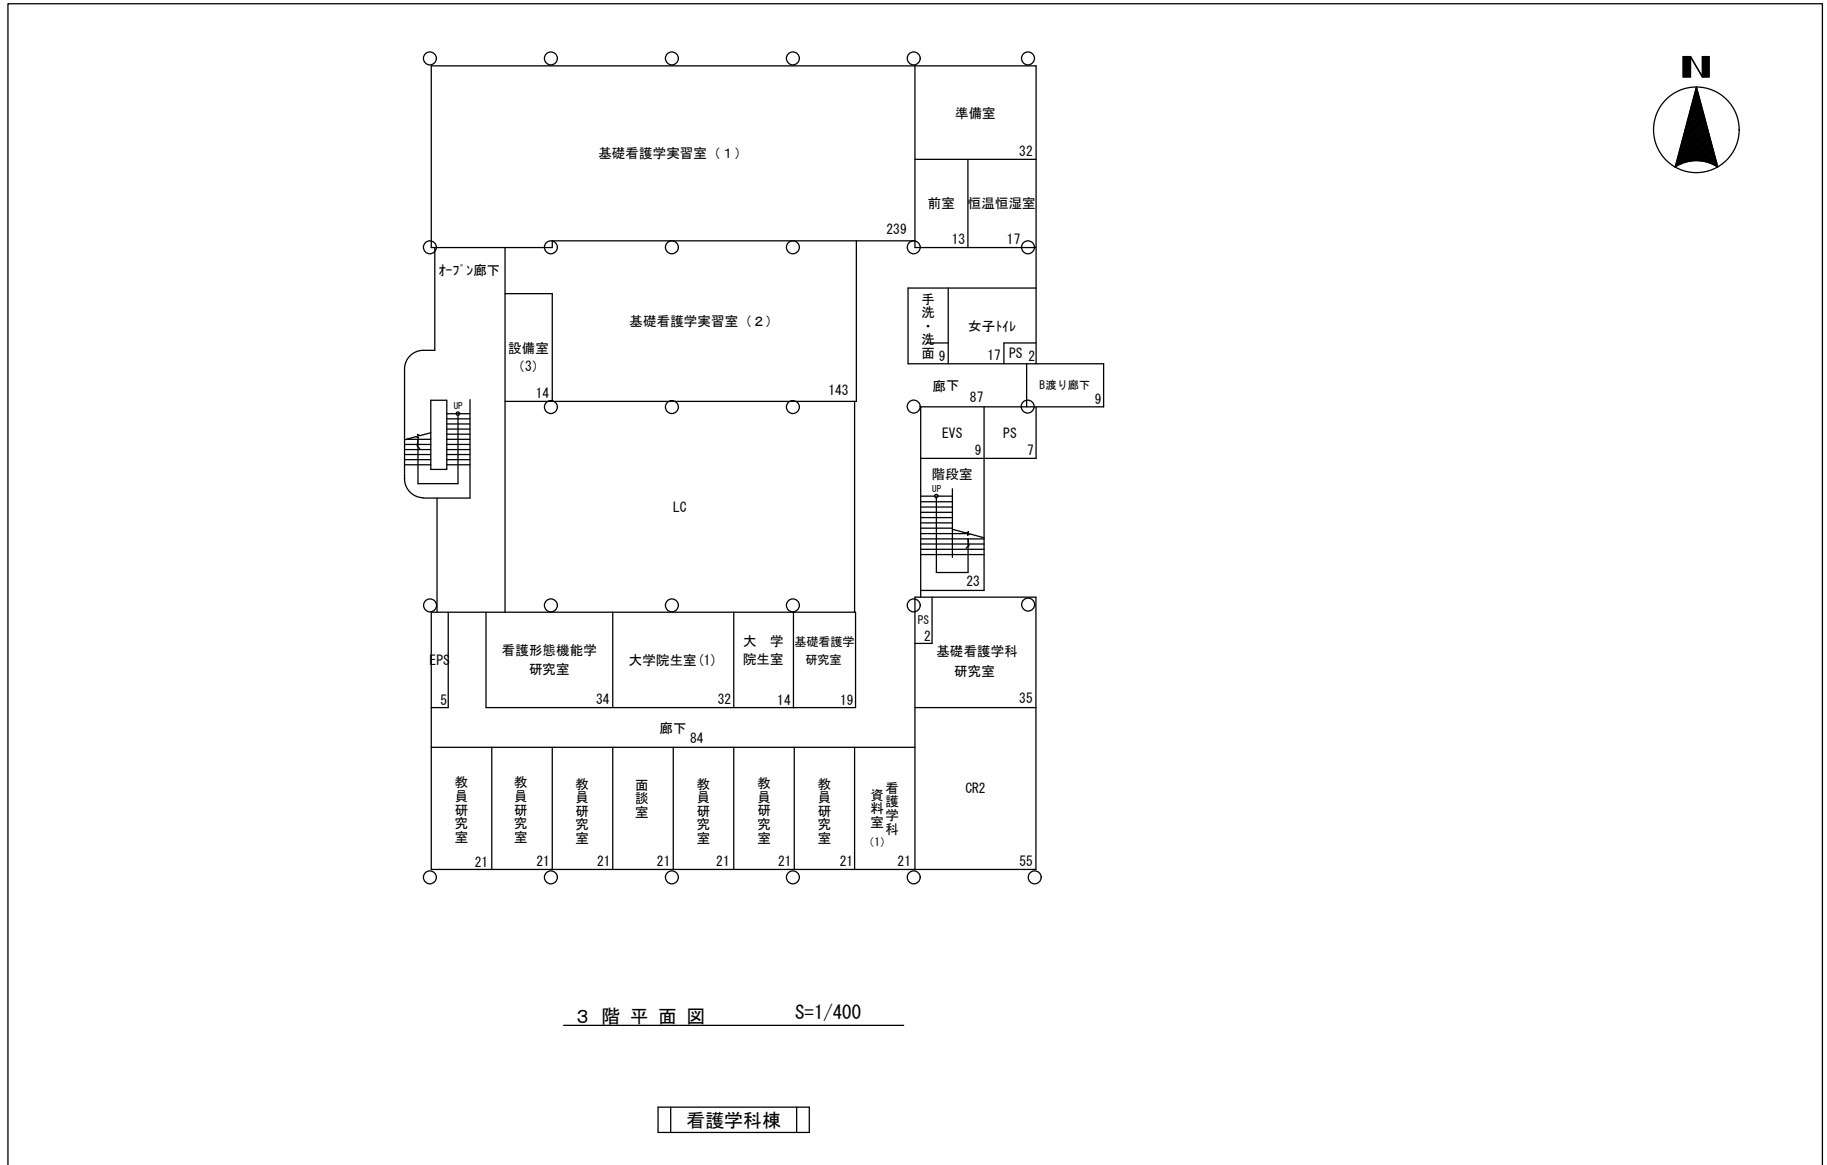 N
準備室
32
基礎看護学実習室（１）
239
前室
13
恒温恒湿室
17
ｵｰﾌﾟﾝ廊下
基礎看護学実習室（２）
143
設備室
(3)
14
手洗・洗面
9
女子ﾄｲﾚ
17
PS
2
廊下
87
B渡り廊下
9
UP
EVS
9
PS
7
階段室
UP
23
LC
EPS
5
看護形態機能学
研究室
34
大学院生室(1)
32
大　学
院生室
14
基礎看護学
研究室
19
PS
2
基礎看護学科
研究室
35
廊下
84
教員研究室
21
教員研究室
21
教員研究室
21
面談室
21
教員研究室
21
教員研究室
21
教員研究室
21
看護学科
資料室
(1)
21
CR2
55
３階平面図
S=1/400
看護学科棟